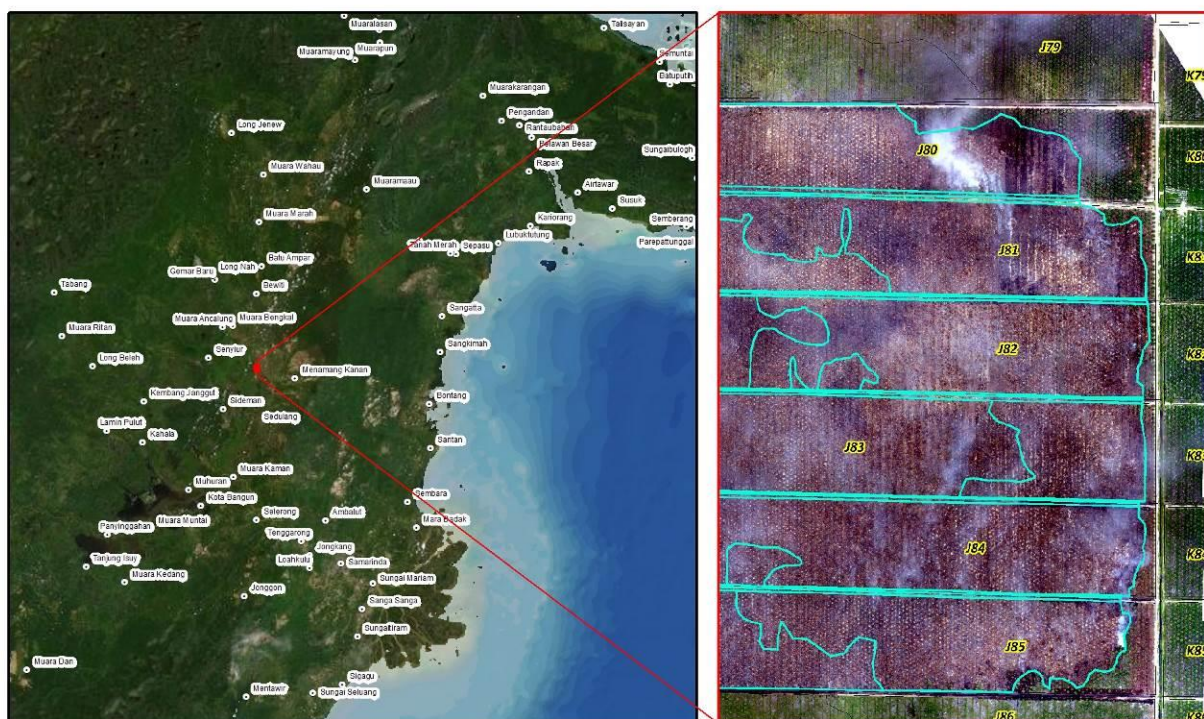 Talisayan
Muaralasan
Muaramayung
Muarapun
Semuntai
Batuputih
Muarakarangan
Pengandan
Rantaubahan
Long Jenew
Belawan Besar
Sungaibulogh
Rapak
Muara Wahau
Muaramaau
Airtawar
Susuk
Muara Marah
Kariorang
Semberang
Tanah Merah
Sepasu
Lubuktutung
Parepattunggal
Batu Ampar
Gemar Baru
Long Nah
Tabang
Bewiti
Sangatta
Muara Ancalung
Muara Bengkal
Muara Ritan
Long Beleh
Senyiur
Sangkimah
Menamang Kanan
Kembang Janggut
Sideman
Sedulang
Bontang
Lamin Pulut
Kahala
Santan
Muara Kaman
Muhuran
Kota Bangun
Sembara
Muara Muntai
Selerong
Ambalut
Mara Badak
Panyinggahan
Tenggarong
Jongkang
Tanjung Isuy
Loahkulu
Samarinda
Muara Kedang
Sungai Mariam
Jonggon
Sanga Sanga
Sungaitiram
Muara Dan
Sigagu
Mentawir
Sungai Seluang
J79
K79
J80
J81
J82
J83
J84
J85
J86